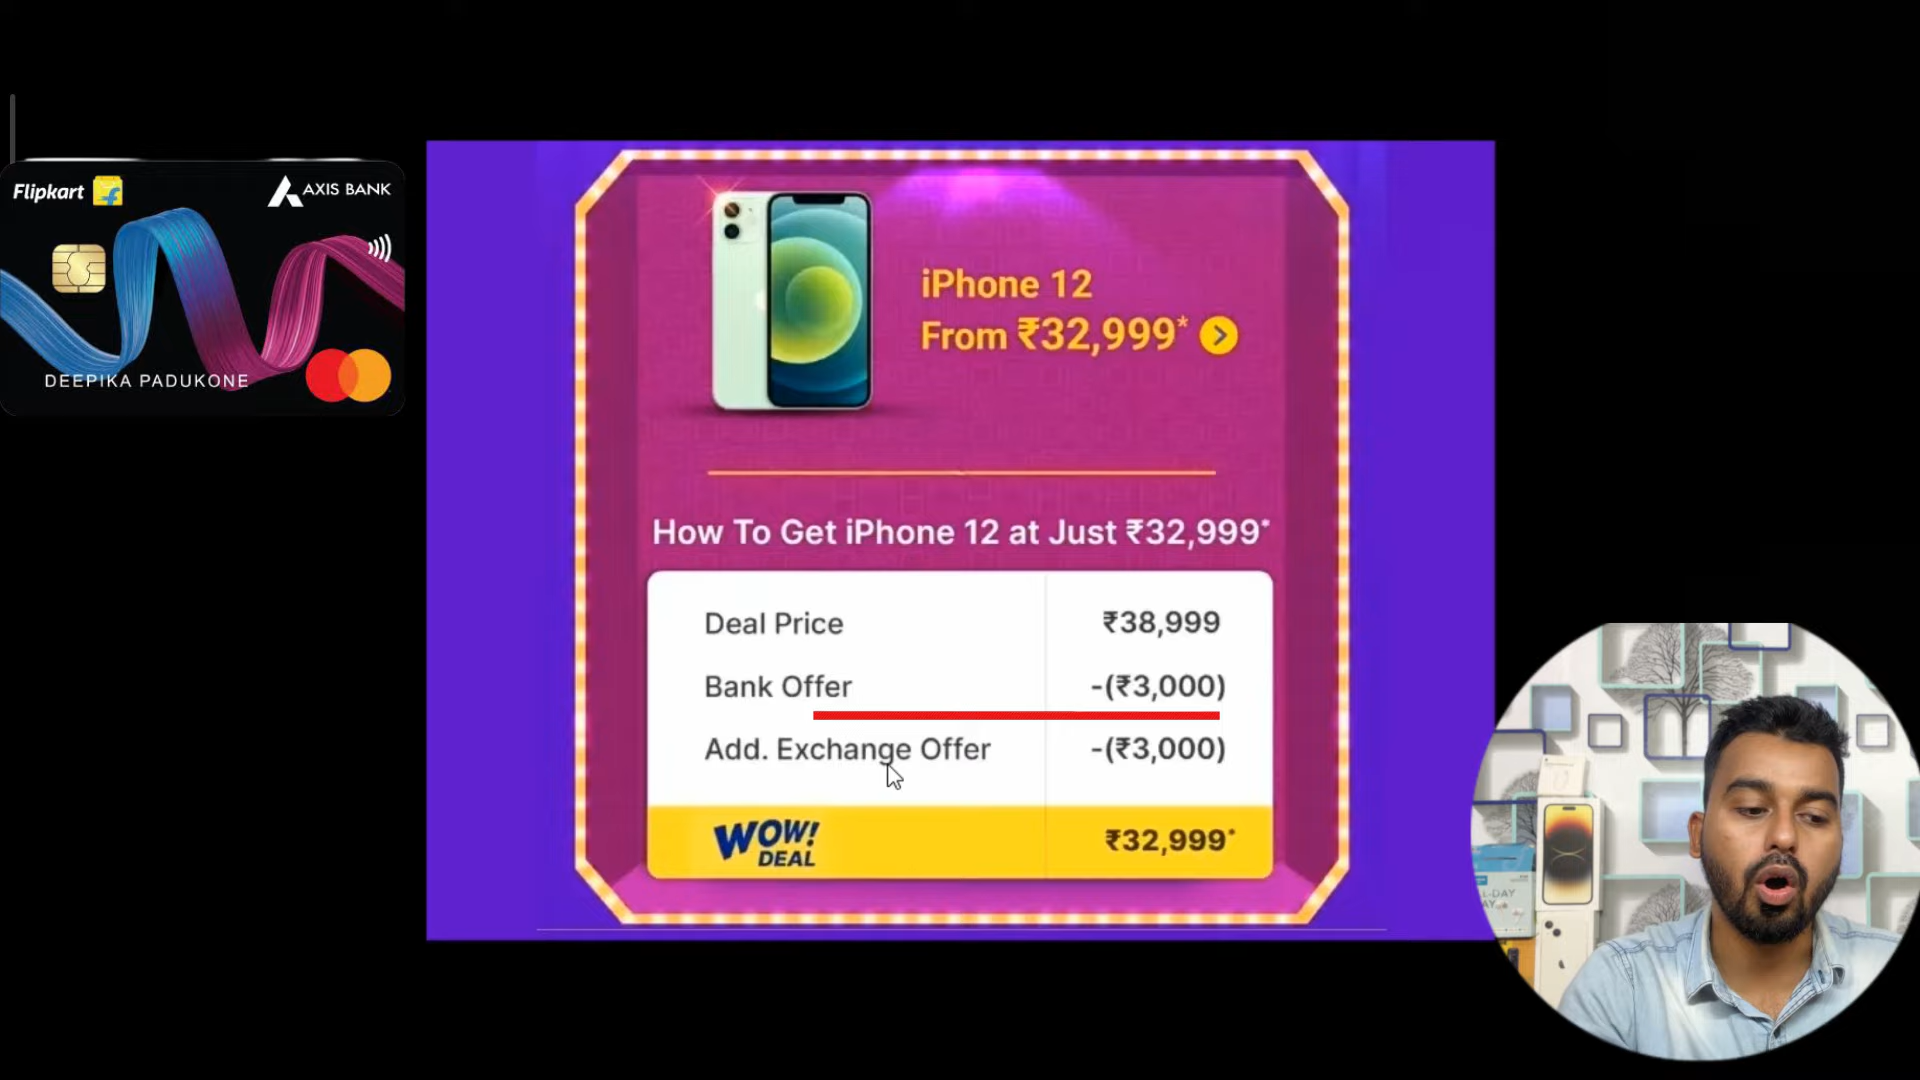 Flipkart
AXIS BANK
DEEPIKA PADUKONE
iPhone 12
From ₹32,999*
How To Get iPhone 12 at Just ₹32,999*
Deal Price ₹38,999
Bank Offer -(₹3,000)
Add. Exchange Offer -(₹3,000)
WOW! DEAL ₹32,999*